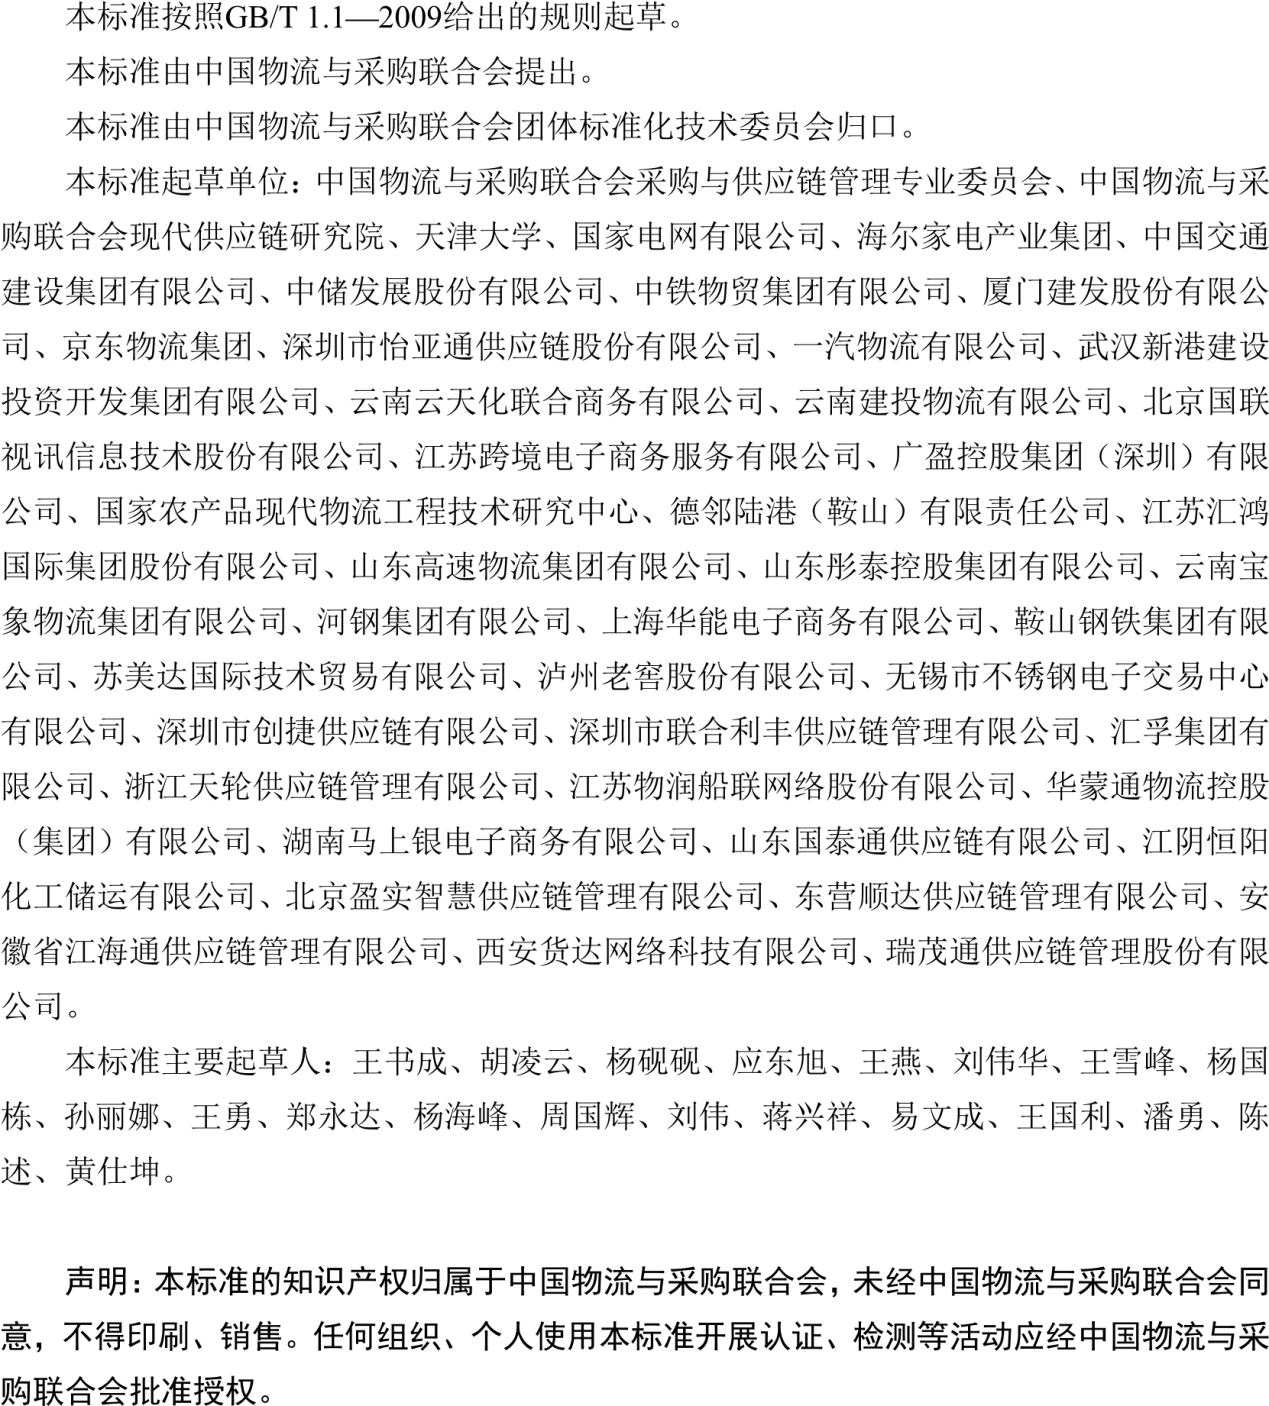 本标准按照GB/T 1.1—2009给出的规则起草。
本标准由中国物流与采购联合会提出。
本标准由中国物流与采购联合会团体标准化技术委员会归口。
本标准起草单位：中国物流与采购联合会采购与供应链管理专业委员会、中国物流与采
购联合会现代供应链研究院、天津大学、国家电网有限公司、海尔家电产业集团、中国交通
建设集团有限公司、中储发展股份有限公司、中铁物贸集团有限公司、厦门建发股份有限公
司、京东物流集团、深圳市怡亚通供应链股份有限公司、一汽物流有限公司、武汉新港建设
投资开发集团有限公司、云南云天化联合商务有限公司、云南建投物流有限公司、北京国联
视讯信息技术股份有限公司、江苏跨境电子商务服务有限公司、广盈控股集团（深圳）有限
公司、国家农产品现代物流工程技术研究中心、德邻陆港（鞍山）有限责任公司、江苏汇鸿
国际集团股份有限公司、山东高速物流集团有限公司、山东彤泰控股集团有限公司、云南宝
象物流集团有限公司、河钢集团有限公司、上海华能电子商务有限公司、鞍山钢铁集团有限
公司、苏美达国际技术贸易有限公司、泸州老窖股份有限公司、无锡市不锈钢电子交易中心
有限公司、深圳市创捷供应链有限公司、深圳市联合利丰供应链管理有限公司、汇孚集团有
限公司、浙江天轮供应链管理有限公司、江苏物润船联网络股份有限公司、华蒙通物流控股
（集团）有限公司、湖南马上银电子商务有限公司、山东国泰通供应链有限公司、江阴恒阳
化工储运有限公司、北京盈实智慧供应链管理有限公司、东营顺达供应链管理有限公司、安
徽省江海通供应链管理有限公司、西安货达网络科技有限公司、瑞茂通供应链管理股份有限
公司。
本标准主要起草人：王书成、胡凌云、杨砚砚、应东旭、王燕、刘伟华、王雪峰、杨国
栋、孙丽娜、王勇、郑永达、杨海峰、周国辉、刘伟、蒋兴祥、易文成、王国利、潘勇、陈
述、黄仕坤。
声明：本标准的知识产权归属于中国物流与采购联合会，未经中国物流与采购联合会同
意，不得印刷、销售。任何组织、个人使用本标准开展认证、检测等活动应经中国物流与采
购联合会批准授权。